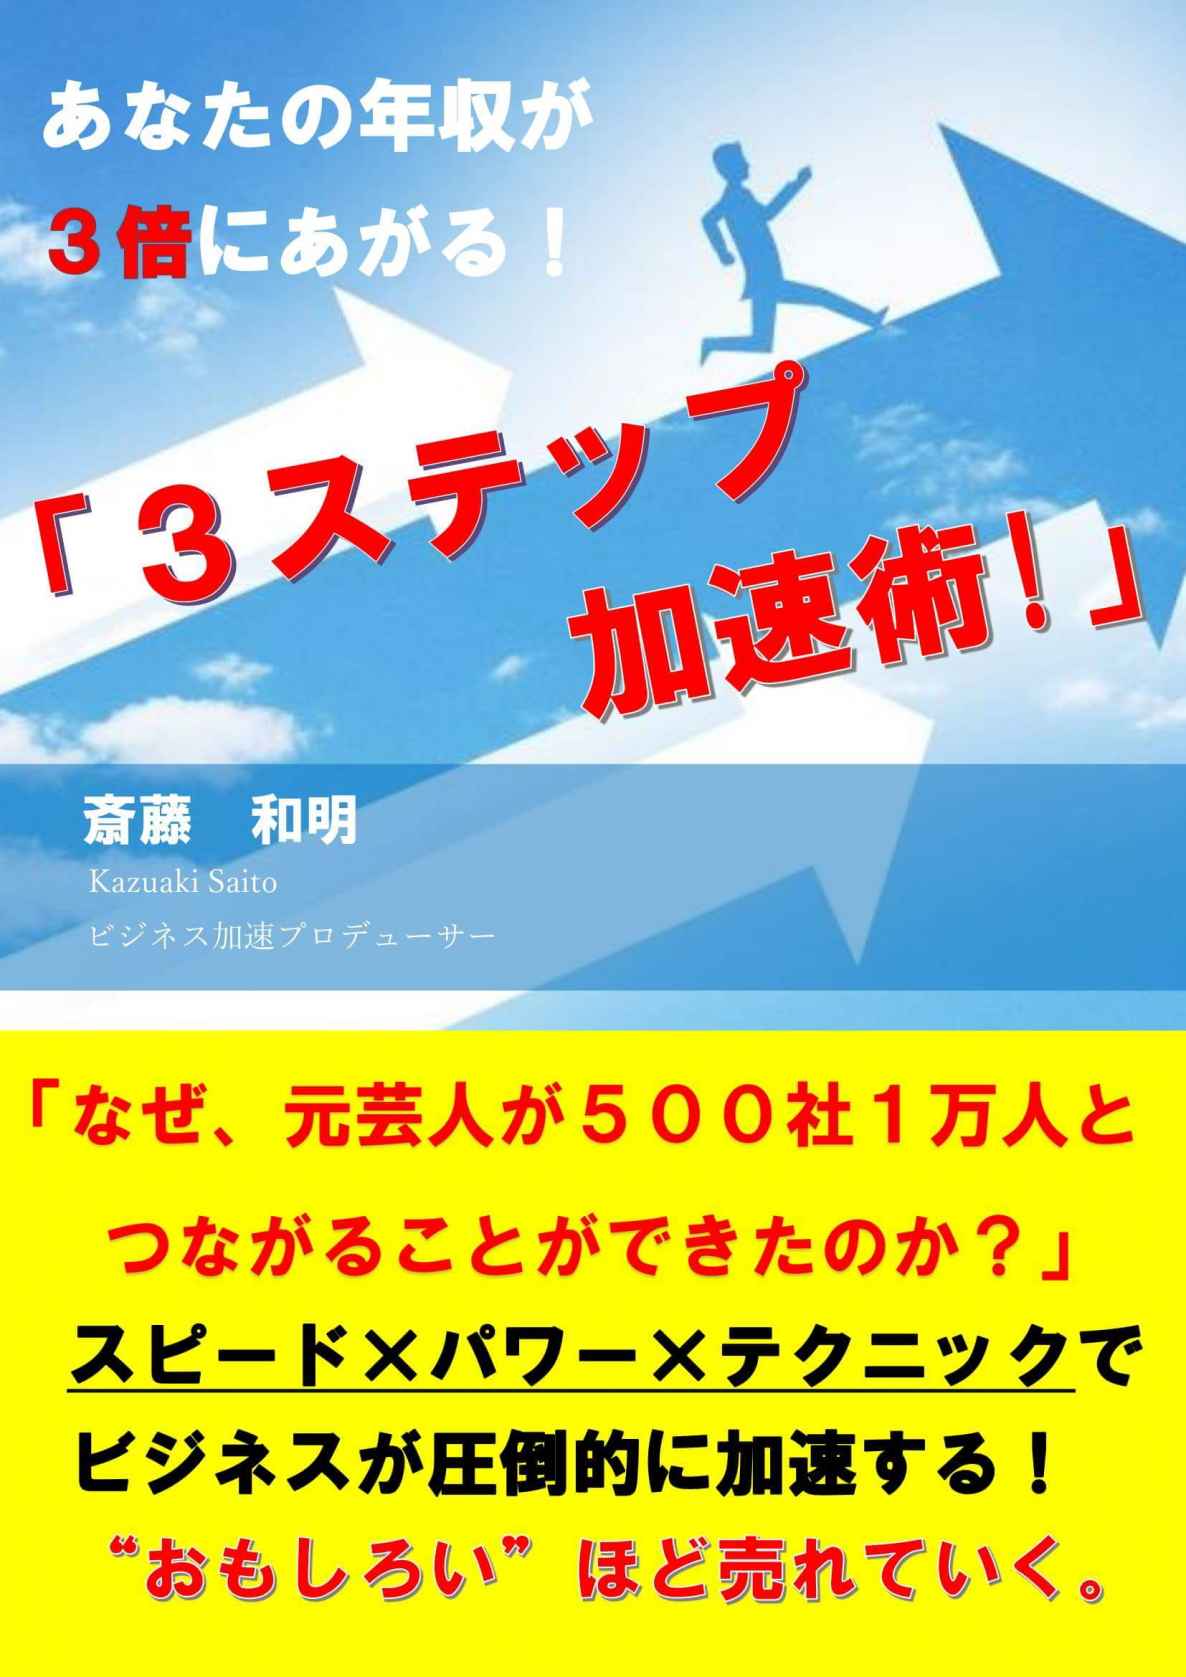 あなたの年収が
３倍にあがる！
「３ステップ
加速術!」
斎藤　和明
Kazuaki Saito
ビジネス加速プロデューサー
「なぜ、元芸人が５００社１万人と
つながることができたのか？」
スピード×パワー×テクニックで
ビジネスが圧倒的に加速する！
“おもしろい”ほど売れていく。